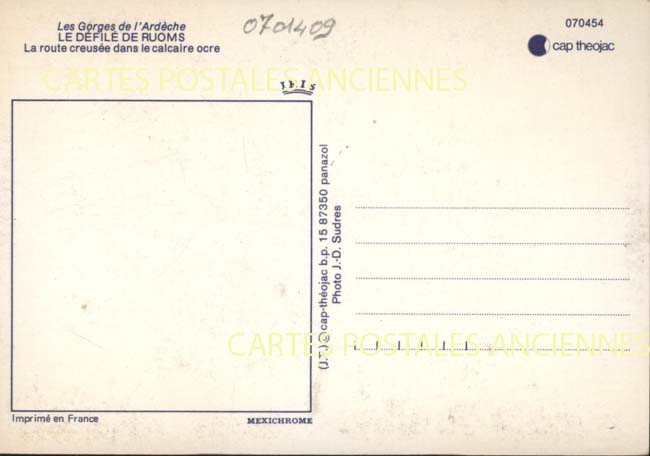 Les Gorges de l'Ardèche
LE DÉFILÉ DE RUOMS
La route creusée dans le calcaire ocre
0701409
070454
cap theojac
CARTES POSTALES ANCIENNES
IRIS
(J.T.) © cap-théojac b.p. 15 87350 panazol
Photo J.-D. Sudres
CARTES POSTALES ANCIENNES
Imprimé en France
MEXICHROME